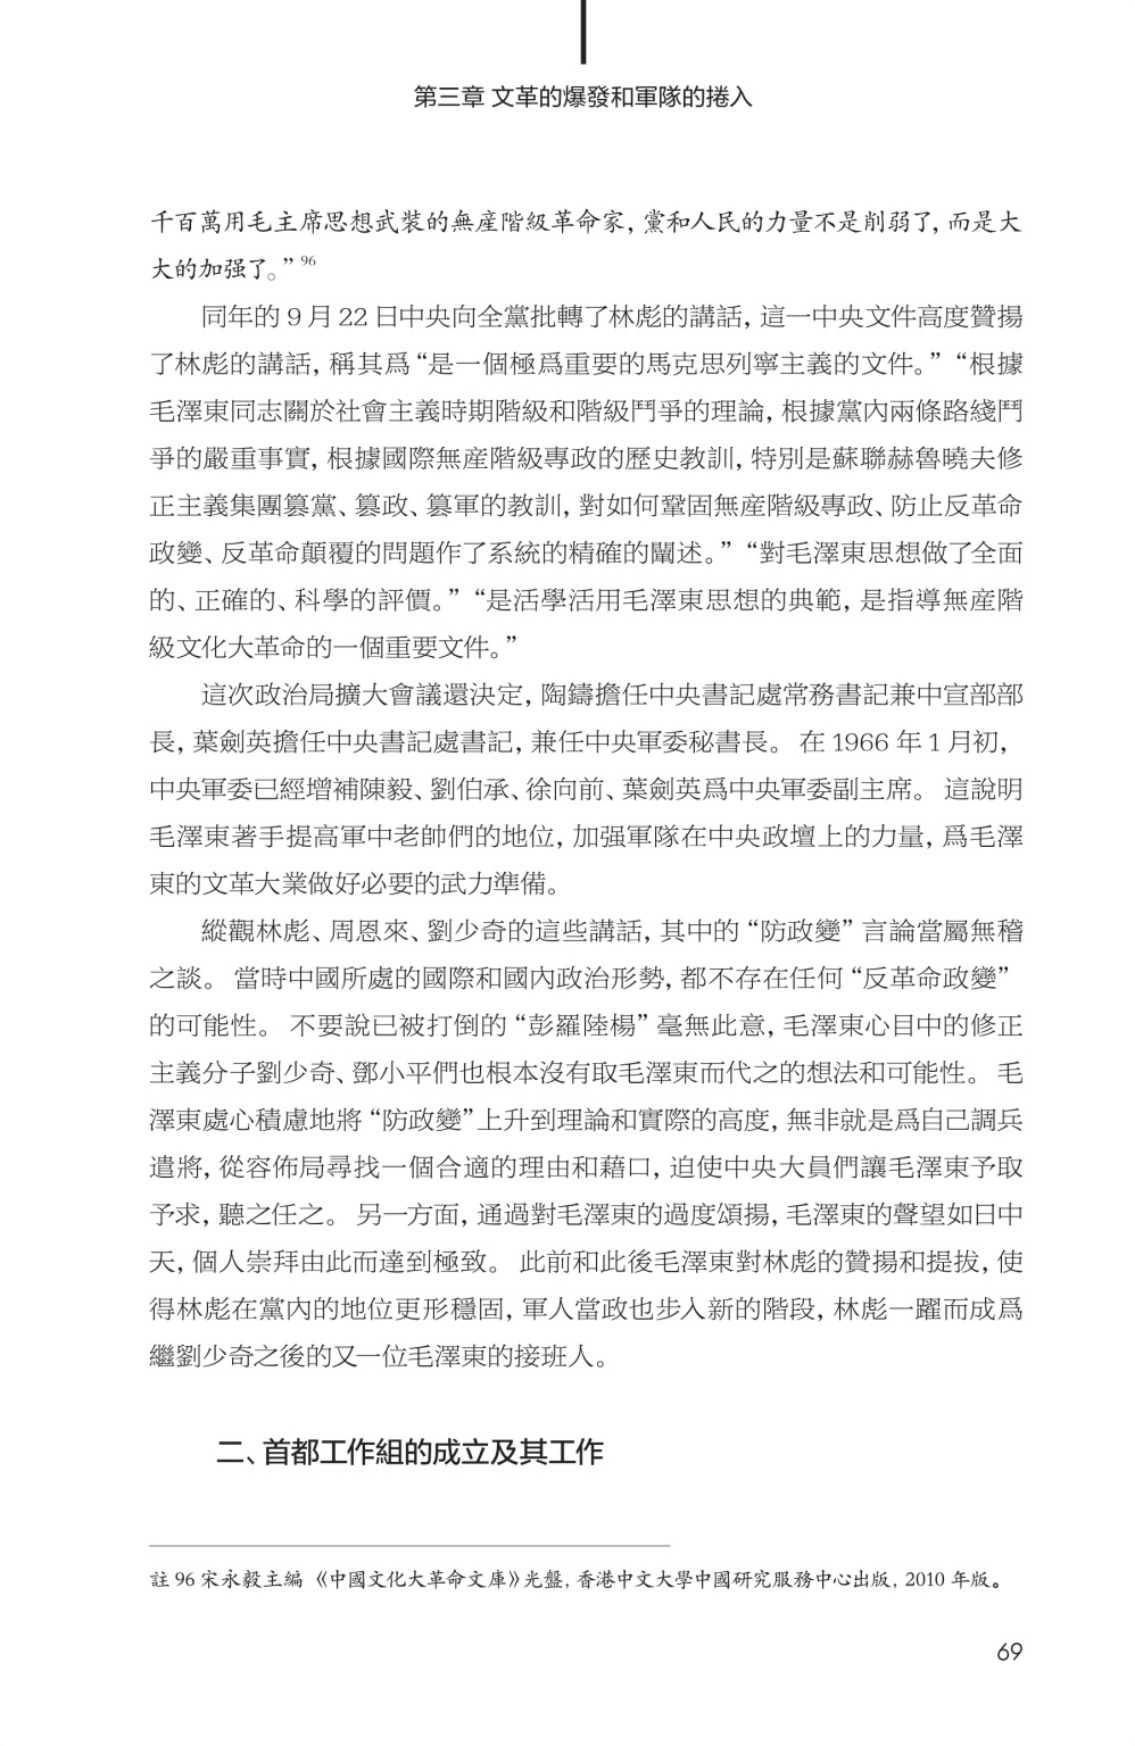 第三章 文革的爆發和軍隊的捲入
千百萬用毛主席思想武裝的無産階級革命家, 黨和人民的力量不是削弱了, 而是大
大的加强了。” 96
同年的 9 月 22 日中央向全黨批轉了林彪的講話, 這一中央文件高度贊揚
了林彪的講話, 稱其爲 “是一個極爲重要的馬克思列寧主義的文件。” “根據
毛澤東同志關於社會主義時期階級和階級鬥爭的理論, 根據黨內兩條路綫鬥
爭的嚴重事實, 根據國際無産階級專政的歷史教訓, 特別是蘇聯赫魯曉夫修
正主義集團篡黨、篡政、篡軍的教訓, 對如何鞏固無産階級專政、防止反革命
政變、反革命顛覆的問題作了系統的精確的闡述。” “對毛澤東思想做了全面
的、正確的、科學的評價。” “是活學活用毛澤東思想的典範, 是指導無産階
級文化大革命的一個重要文件。”
這次政治局擴大會議還決定, 陶鑄擔任中央書記處常務書記兼中宣部部
長, 葉劍英擔任中央書記處書記, 兼任中央軍委秘書長。 在 1966 年 1 月初,
中央軍委已經增補陳毅、劉伯承、徐向前、葉劍英爲中央軍委副主席。 這說明
毛澤東著手提高軍中老帥們的地位, 加强軍隊在中央政壇上的力量, 爲毛澤
東的文革大業做好必要的武力準備。
縱觀林彪、周恩來、劉少奇的這些講話, 其中的 “防政變” 言論當屬無稽
之談。 當時中國所處的國際和國內政治形勢, 都不存在任何 “反革命政變”
的可能性。 不要說已被打倒的 “彭羅陸楊” 毫無此意, 毛澤東心目中的修正
主義分子劉少奇、鄧小平們也根本沒有取毛澤東而代之的想法和可能性。 毛
澤東處心積慮地將 “防政變”上升到理論和實際的高度, 無非就是爲自己調兵
遣將, 從容佈局尋找一個合適的理由和藉口, 迫使中央大員們讓毛澤東予取
予求, 聽之任之。 另一方面, 通過對毛澤東的過度頌揚, 毛澤東的聲望如日中
天, 個人崇拜由此而達到極致。 此前和此後毛澤東對林彪的贊揚和提拔, 使
得林彪在黨內的地位更形穩固, 軍人當政也步入新的階段, 林彪一躍而成爲
繼劉少奇之後的又一位毛澤東的接班人。
二、首都工作組的成立及其工作
註 96 宋永毅主編 《中國文化大革命文庫》光盤, 香港中文大學中國研究服務中心出版, 2010 年版。
69